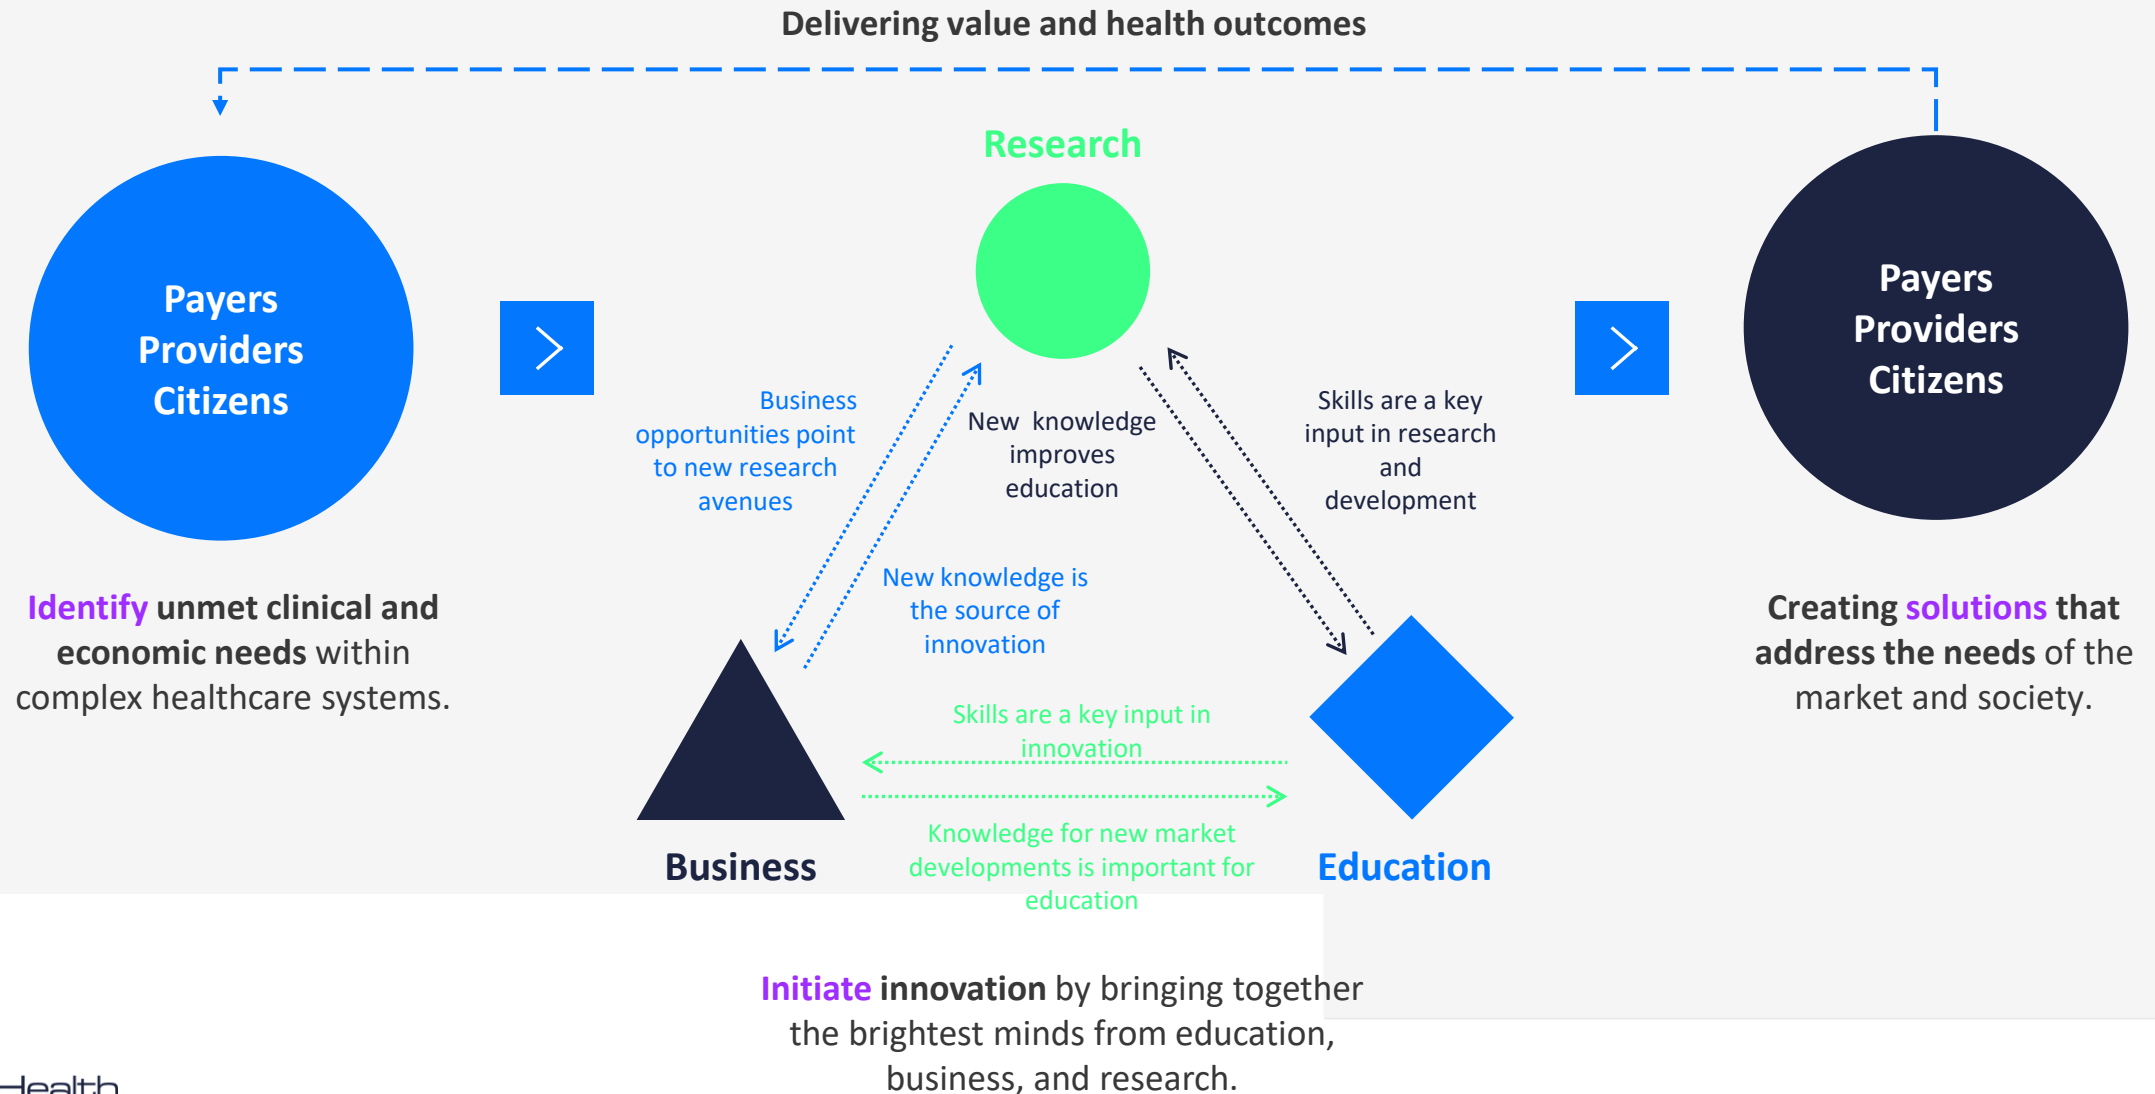 Delivering value and health outcomes
Payers
Providers
Citizens
Identify unmet clinical and
economic needs within
complex healthcare systems.
Research
Business
opportunities point
to new research
avenues
New knowledge
improves
education
Skills are a key
input in research
and
development
New knowledge is
the source of
innovation
Skills are a key input in
innovation
Knowledge for new market
developments is important for
education
Business
Education
Initiate innovation by bringing together
the brightest minds from education,
business, and research.
Payers
Providers
Citizens
Creating solutions that
address the needs of the
market and society.
Health